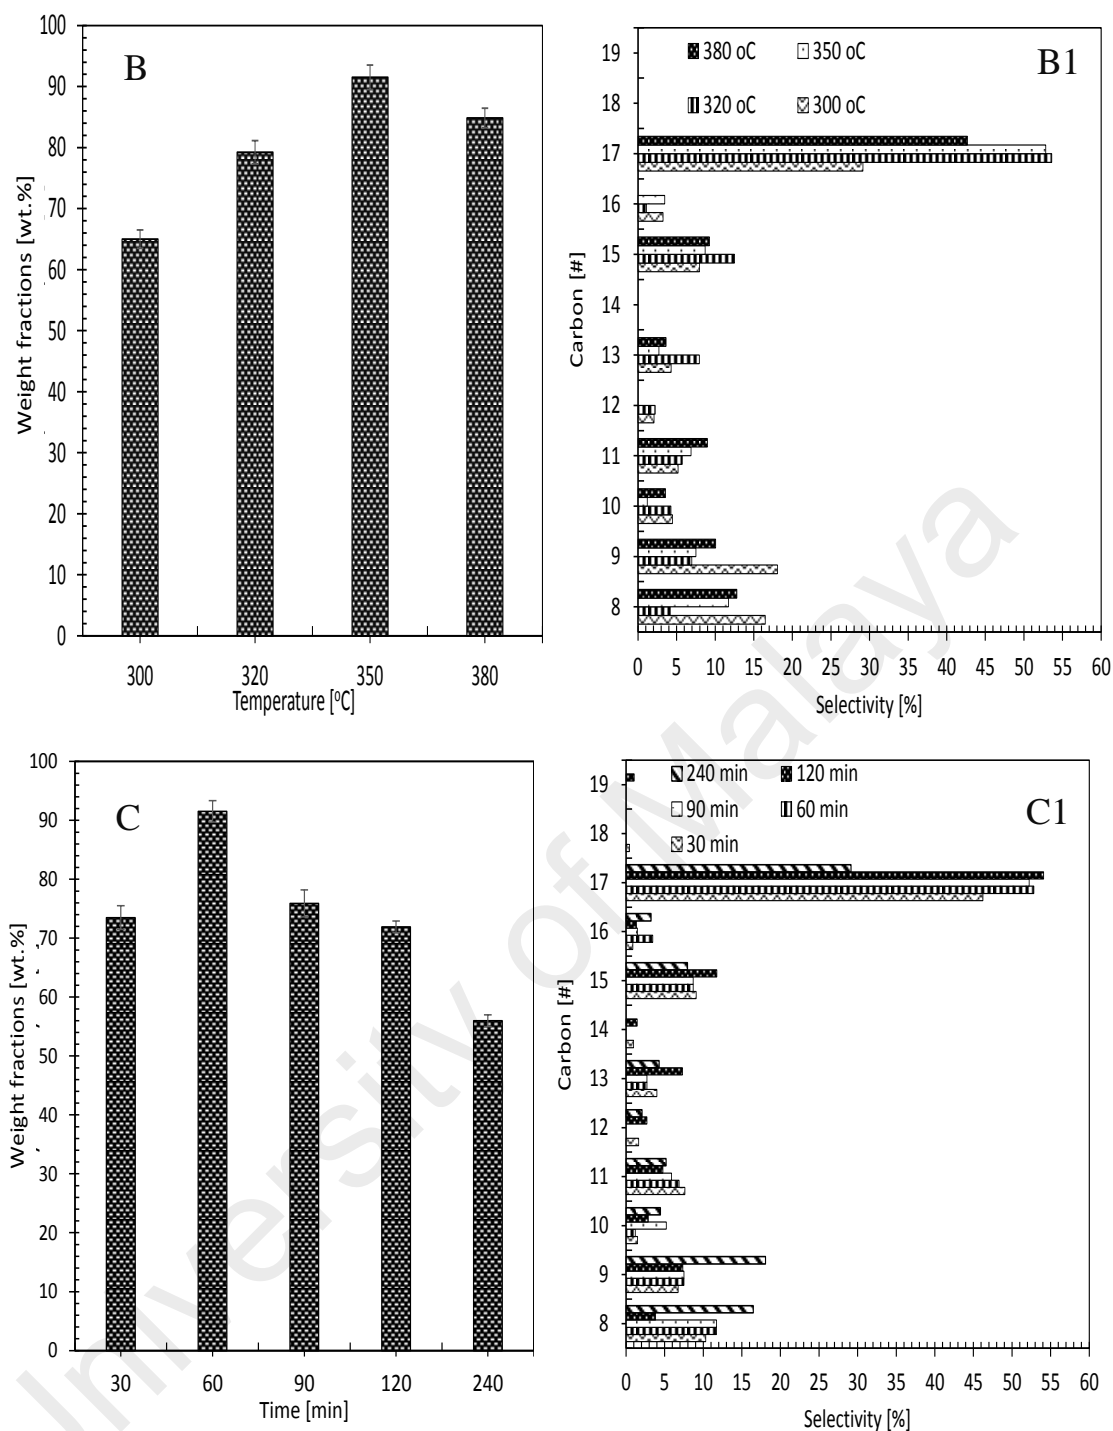 B
100
90
80
70
60
50
40
30
20
10
0
Weight fractions [wt.%]
300 320 350 380
Temperature [ºC]
B1
380 oC 350 oC
320 oC 300 oC
19
18
17
16
15
14
13
12
11
10
9
8
Carbon [#]
0 5 10 15 20 25 30 35 40 45 50 55 60
Selectivity [%]
C
100
90
80
70
60
50
40
30
20
10
0
Weight fractions [wt.%]
30 60 90 120 240
Time [min]
C1
240 min 120 min
90 min 60 min
30 min
19
18
17
16
15
14
13
12
11
10
9
8
Carbon [#]
0 5 10 15 20 25 30 35 40 45 50 55 60
Selectivity [%]
University of Malaya